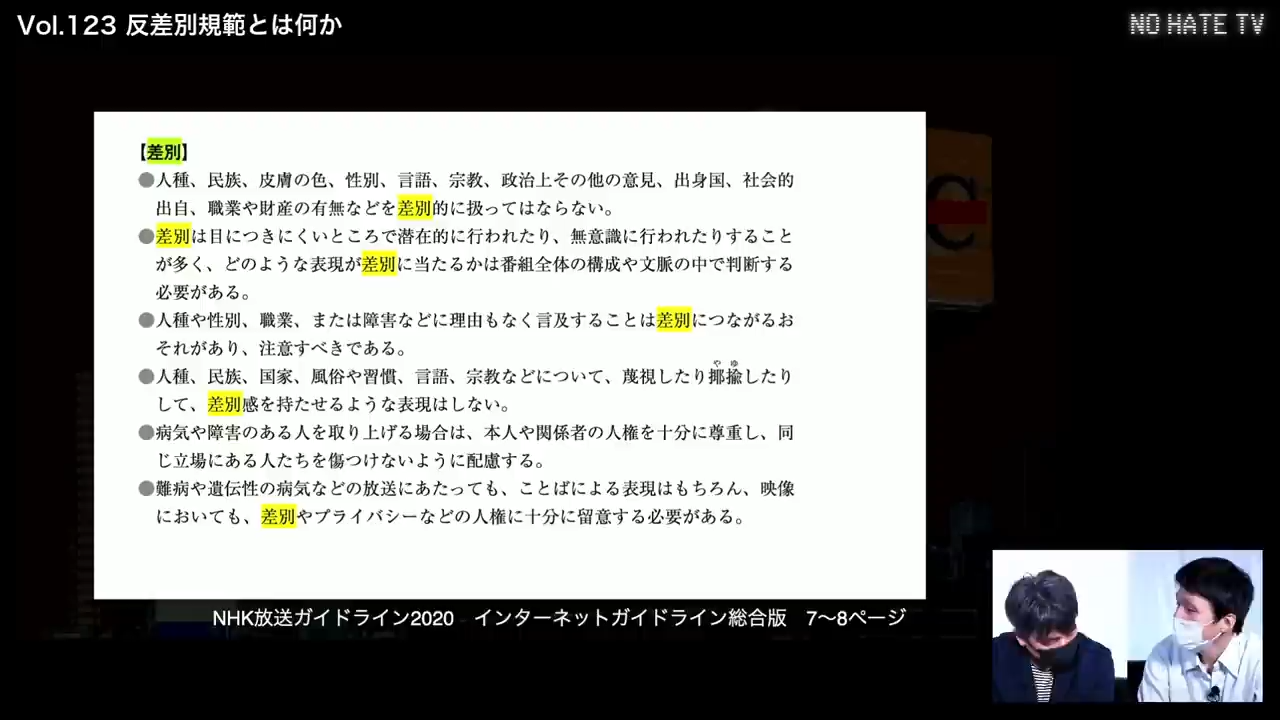 Vol.123 反差別規範とは何か
NO HATE TV
【差別】
●人種、民族、皮膚の色、性別、言語、宗教、政治上その他の意見、出身国、社会的
出自、職業や財産の有無などを差別的に扱ってはならない。
●差別は目につきにくいところで潜在的に行われたり、無意識に行われたりすること
が多く、どのような表現が差別に当たるかは番組全体の構成や文脈の中で判断する
必要がある。
●人種や性別、職業、または障害などに理由もなく言及することは差別につながるお
それがあり、注意すべきである。
やゆ
●人種、民族、国家、風俗や習慣、言語、宗教などについて、蔑視したり揶揄したり
して、差別感を持たせるような表現はしない。
●病気や障害のある人を取り上げる場合は、本人や関係者の人権を十分に尊重し、同
じ立場にある人たちを傷つけないように配慮する。
●難病や遺伝性の病気などの放送にあたっても、ことばによる表現はもちろん、映像
においても、差別やプライバシーなどの人権に十分に留意する必要がある。
NHK放送ガイドライン2020　インターネットガイドライン総合版　7〜8ページ
C